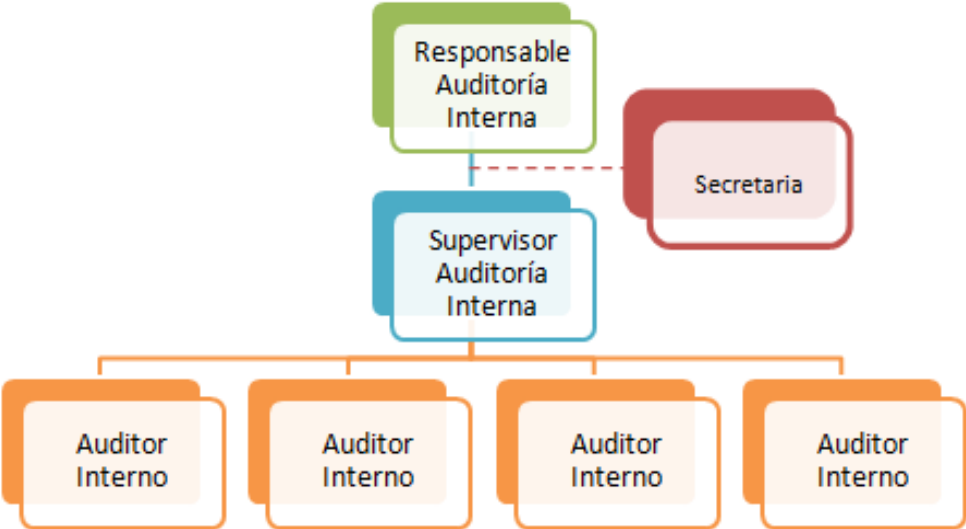 Responsable
Auditoría
Interna
Secretaria
Supervisor
Auditoría
Interna
Auditor
Interno
Auditor
Interno
Auditor
Interno
Auditor
Interno